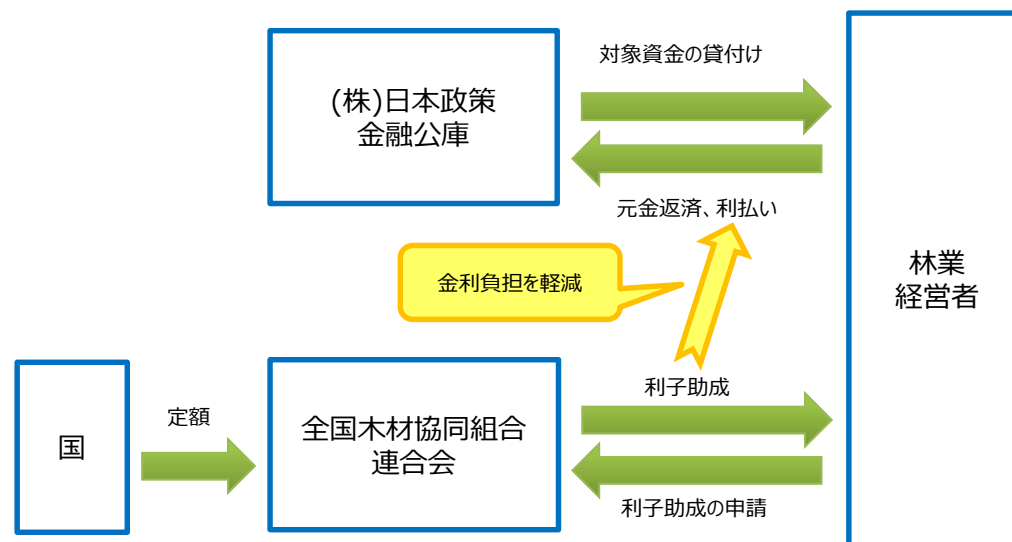 (株)日本政策
金融公庫
対象資金の貸付け
元金返済、利払い
金利負担を軽減
林業
経営者
国
定額
全国木材協同組合
連合会
利子助成
利子助成の申請